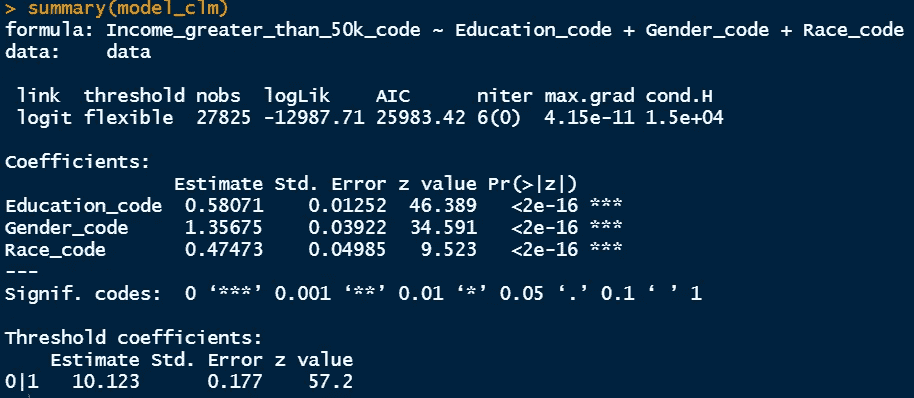 > summary(model_clm)
formula: Income_greater_than_50k_code ~ Education_code + Gender_code + Race_code
data:    data

 link  threshold nobs  logLik    AIC      niter max.grad cond.H
 logit flexible  27825 -12987.71 25983.42 6(0)  4.15e-11 1.5e+04

Coefficients:
               Estimate Std. Error z value Pr(>|z|)
Education_code  0.58071    0.01252  46.389   <2e-16 ***
Gender_code     1.35675    0.03922  34.591   <2e-16 ***
Race_code       0.47473    0.04985   9.523   <2e-16 ***
---
Signif. codes:  0 ‘***’ 0.001 ‘**’ 0.01 ‘*’ 0.05 ‘.’ 0.1 ‘ ’ 1

Threshold coefficients:
    Estimate Std. Error z value
0|1   10.123      0.177    57.2